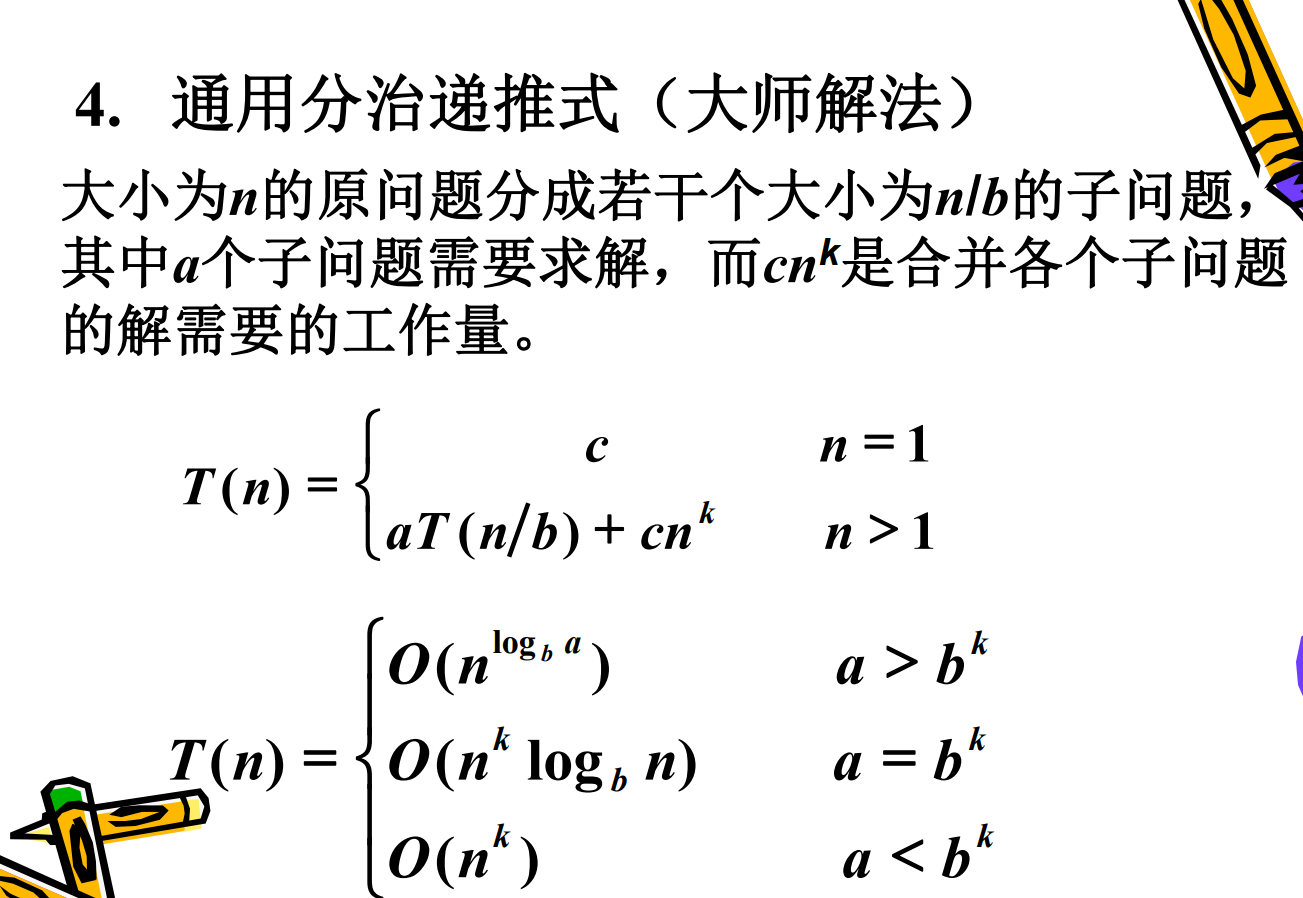 4. 通用分治递推式（大师解法）
大小为n的原问题分成若干个大小为n/b的子问题，
其中a个子问题需要求解，而cn^k是合并各个子问题
的解需要的工作量。
c n = 1
T(n) = {
aT(n/b) + cn^k n > 1
O(n^{log_b a}) a > b^k
T(n) = { O(n^k log_b n) a = b^k
O(n^k) a < b^k